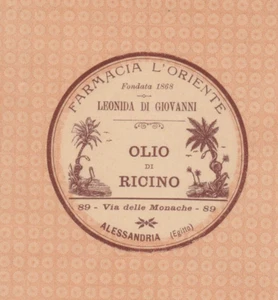 FARMACIA L'ORIENTE
Fondata 1868
LEONIDA DI GIOVANNI
OLIO
DI
RICINO
89 - Via delle Monache - 89
ALESSANDRIA (Egitto)